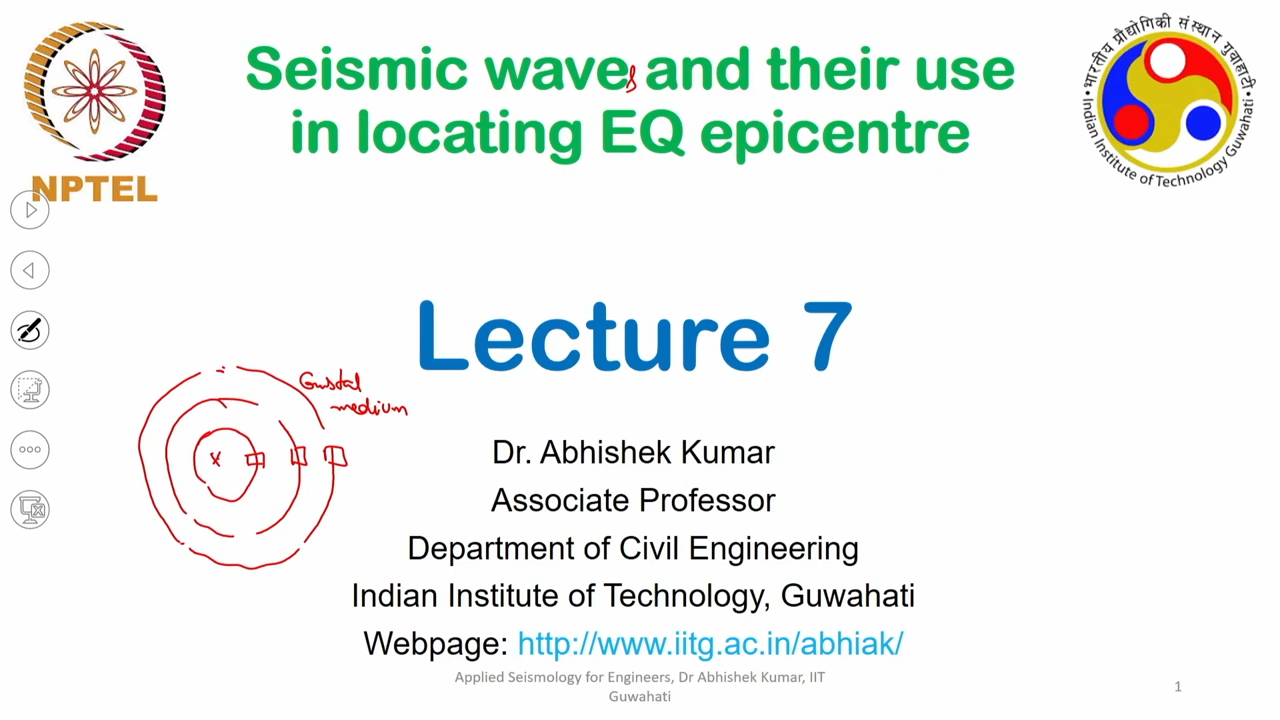 Seismic waves and their use
in locating EQ epicentre
NPTEL
भारतीय प्रौद्योगिकी संस्थान गुवाहाटी
Indian Institute of Technology Guwahati
Lecture 7
Crustal
medium
Dr. Abhishek Kumar
Associate Professor
Department of Civil Engineering
Indian Institute of Technology, Guwahati
Webpage: http://www.iitg.ac.in/abhiak/
Applied Seismology for Engineers, Dr Abhishek Kumar, IIT
Guwahati
1